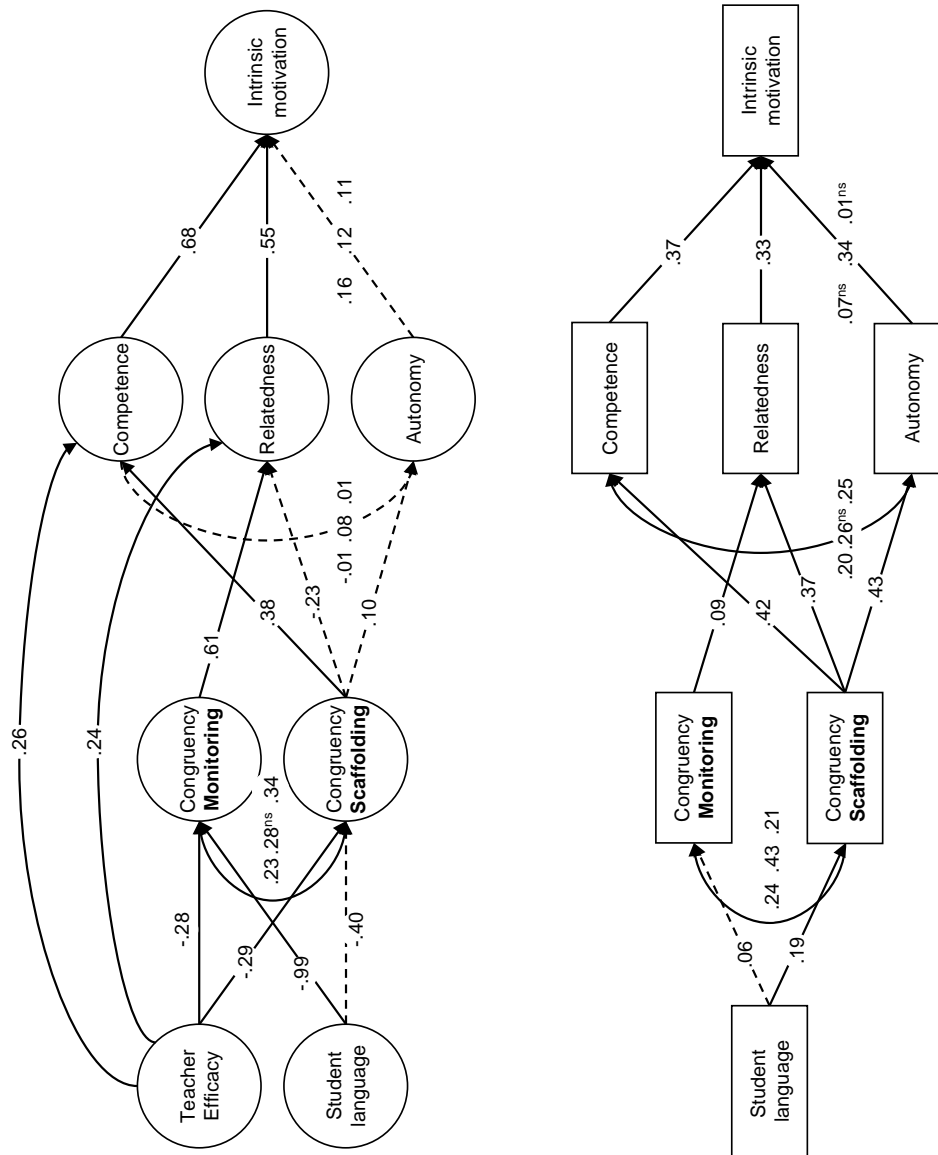 Teacher
Efficacy
Student
language
.26
.24
-.28
-.29
-.99
-.40
Congruency
Monitoring
Congruency
Scaffolding
.23 .28ns .34
.61
.38
-.23
.10
Competence
Relatedness
Autonomy
-.01 .08 .01
.68
.55
.16 .12 .11
Intrinsic
motivation
Student
language
.06
.19
Congruency
Monitoring
Congruency
Scaffolding
.24 .43 .21
.09
.42
.37
.43
Competence
Relatedness
Autonomy
.20 .26ns .25
.37
.33
.07ns .34 .01ns
Intrinsic
motivation